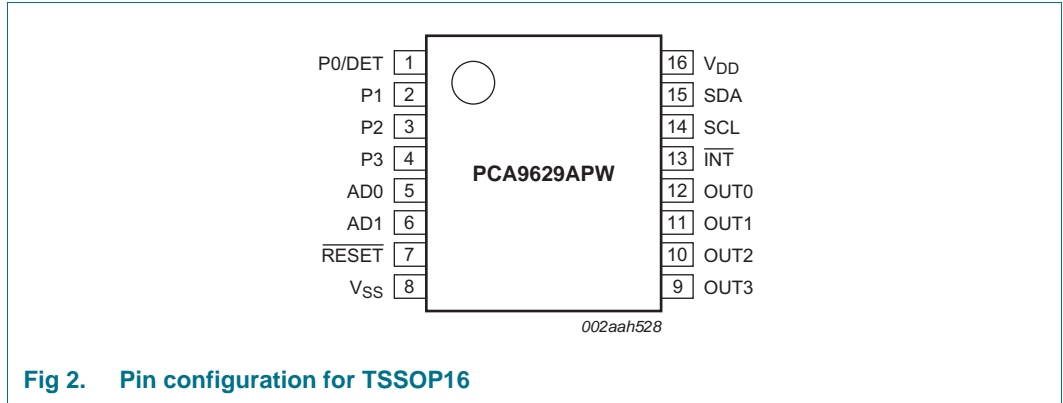 P0/DET 1
P1 2
P2 3
P3 4
AD0 5
AD1 6
RESET 7
VSS 8
PCA9629APW
16 VDD
15 SDA
14 SCL
13 INT
12 OUT0
11 OUT1
10 OUT2
9 OUT3
002aah528
Fig 2. Pin configuration for TSSOP16